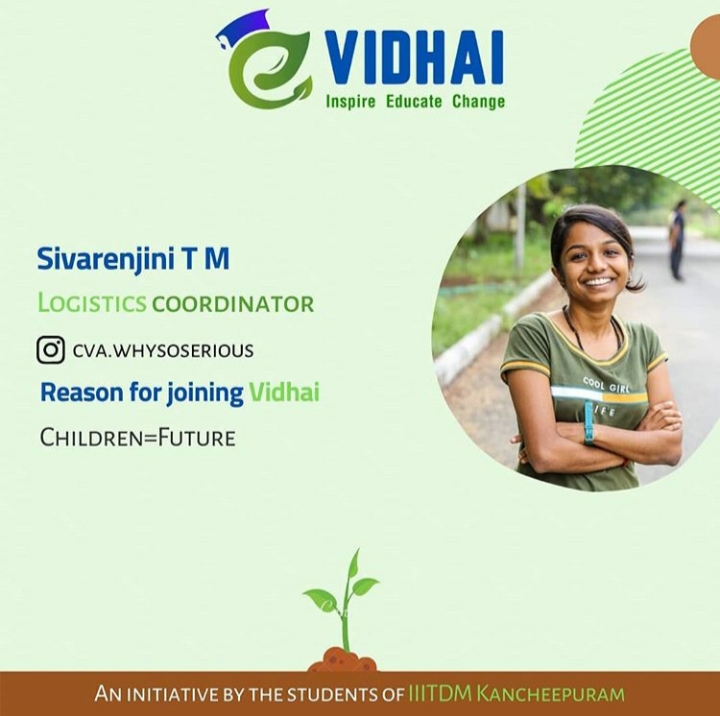 VIDHAI
Inspire Educate Change
Sivarenjini T M
LOGISTICS COORDINATOR
CVA.WHYSOSERIOUS
Reason for joining Vidhai
CHILDREN=FUTURE
COOL GIRL
LIFE
AN INITIATIVE BY THE STUDENTS OF IIITDM KANCHEEPURAM